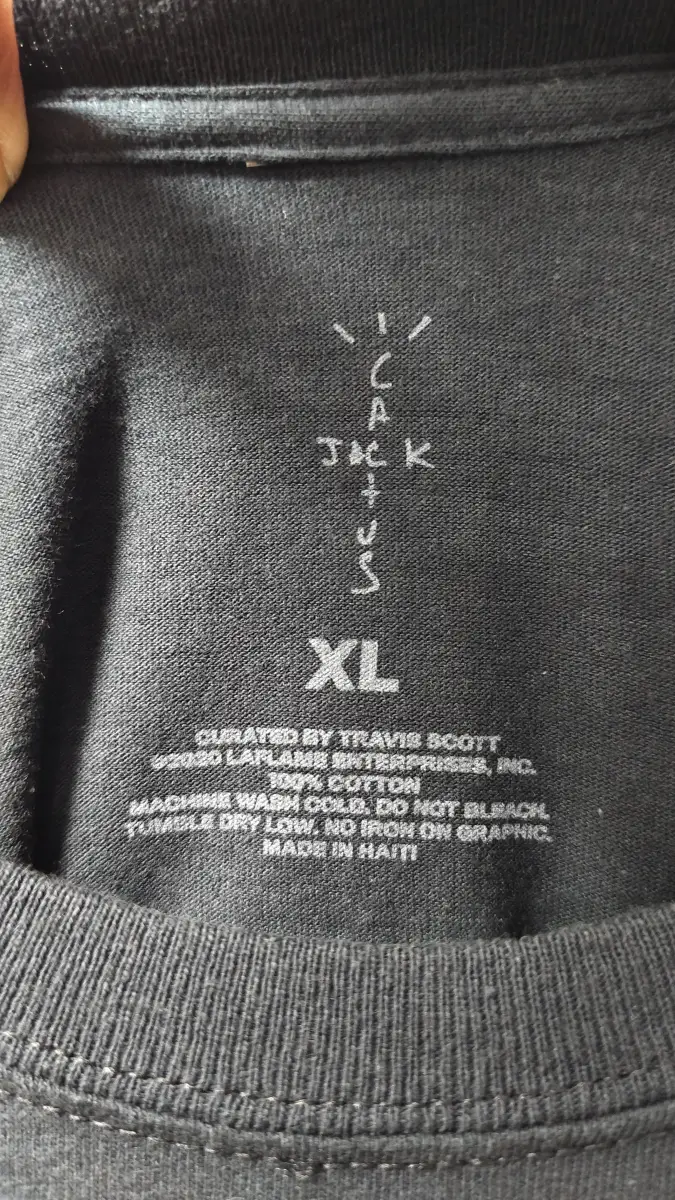 CACTUS
JACK
XL
CURATED BY TRAVIS SCOTT
©2020 LAFLAME ENTERPRISES, INC.
100% COTTON
MACHINE WASH COLD. DO NOT BLEACH.
TUMBLE DRY LOW. NO IRON ON GRAPHIC.
MADE IN HAITI